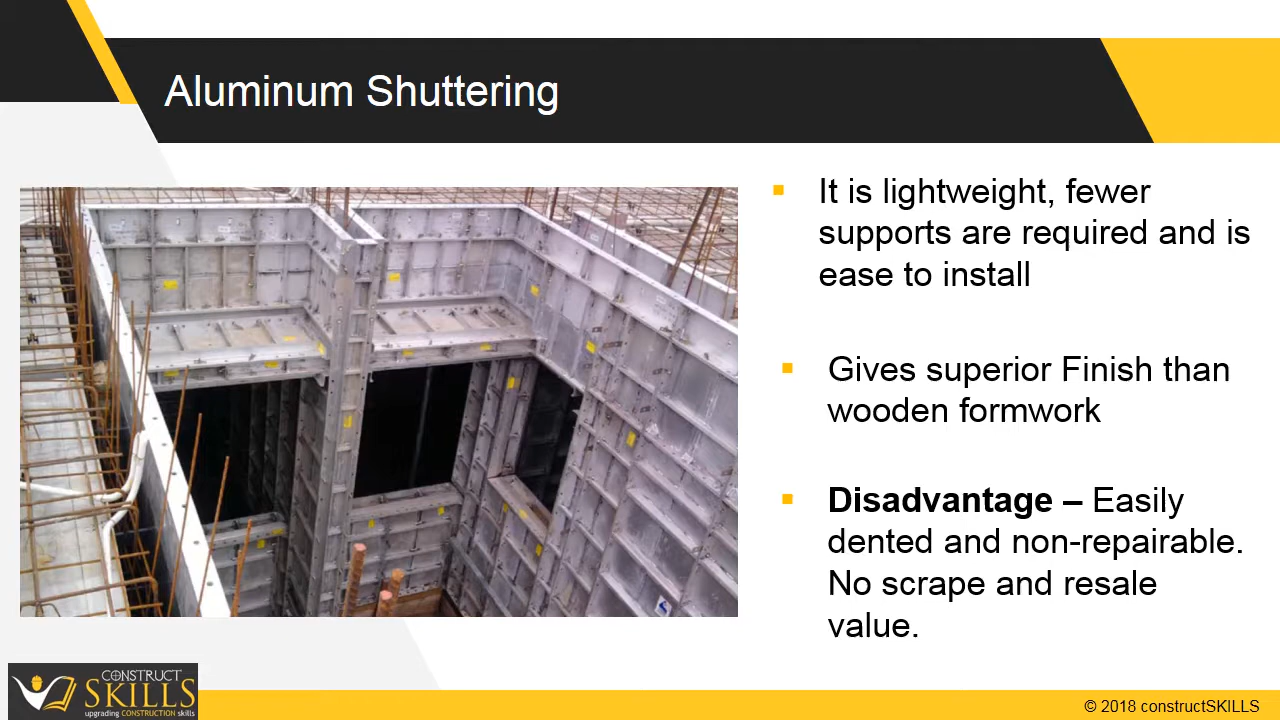 Aluminum Shuttering
It is lightweight, fewer
supports are required and is
ease to install
Gives superior Finish than
wooden formwork
Disadvantage – Easily
dented and non-repairable.
No scrape and resale
value.
CONSTRUCT
SKILLS
upgrading CONSTRUCTION skills
© 2018 constructSKILLS